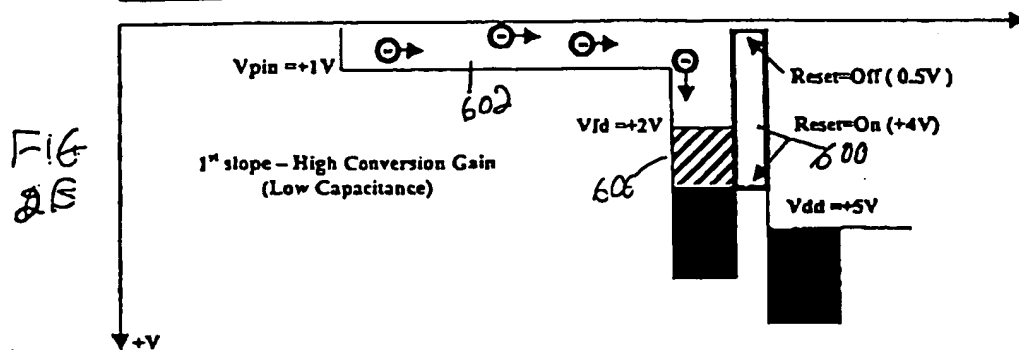 Vpin =+1V
602
Reset=Off ( 0.5V )
Vfd =+2V
Reset=On (+4V)
600
FIG
2B
1st slope – High Conversion Gain
(Low Capacitance)
606
Vdd =+5V
+V